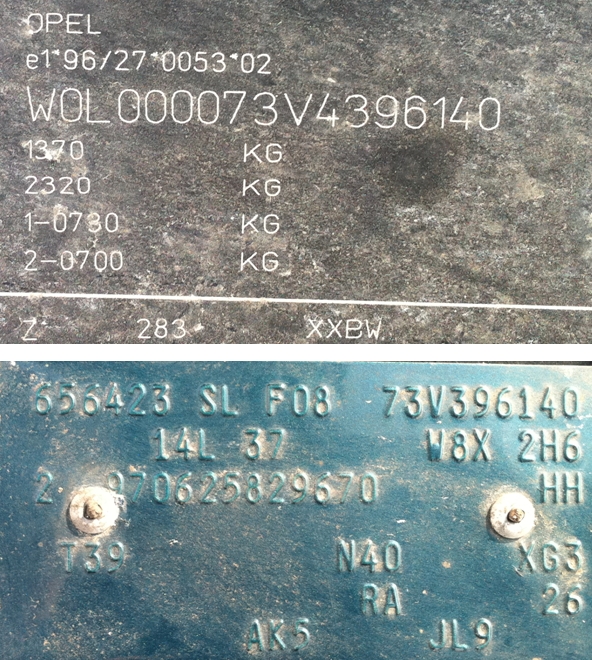 OPEL
e1*96/27*0053*02
W0L000073V4396140
1370 KG
2320 KG
1-0730 KG
2-0700 KG
Z 283 XXBW
656423 SL F08 73V396140
14L 37 W8X 2H6
2 970625829670 HH
T39 N40 XG3
RA 26
AK5 JL9